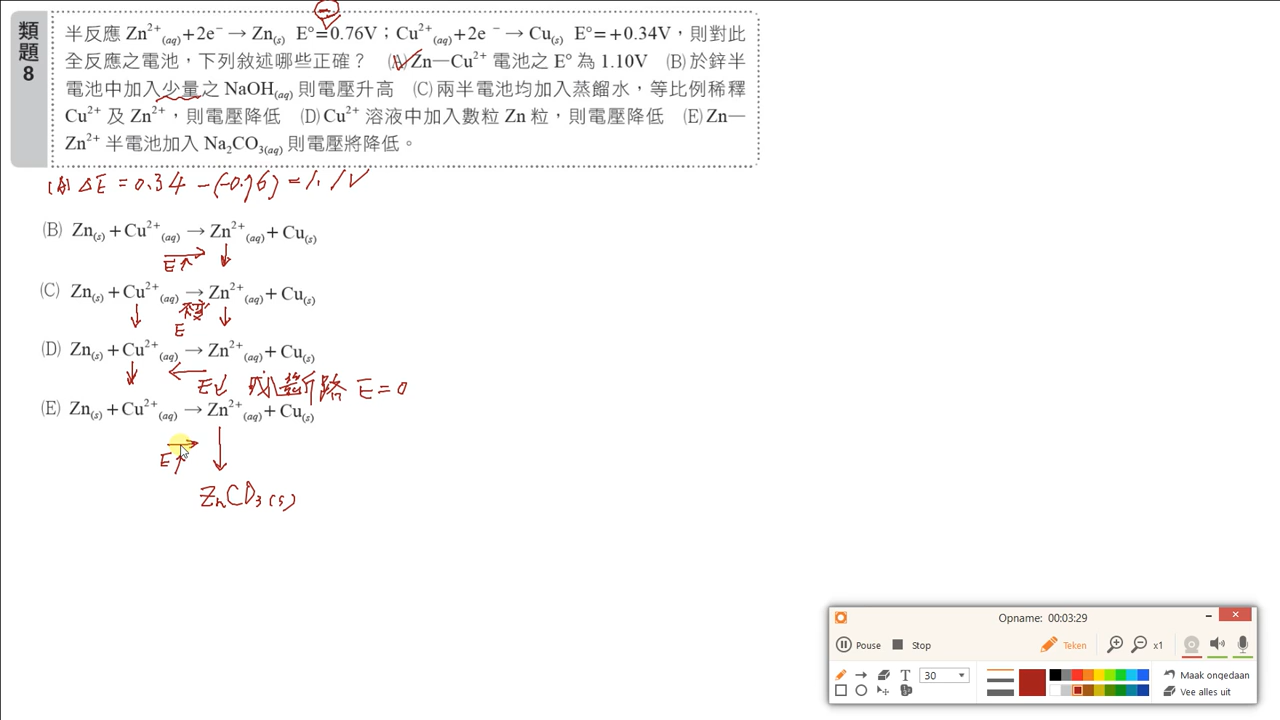 類題8
半反應 Zn²⁺(aq)+2e⁻ → Zn(s) E°=−0.76V；Cu²⁺(aq)+2e⁻ → Cu(s) E°=+0.34V，則對此
全反應之電池，下列敘述哪些正確？ (A)Zn—Cu²⁺ 電池之 E° 為 1.10V (B)於鋅半
電池中加入少量之 NaOH(aq) 則電壓升高 (C)兩半電池均加入蒸餾水，等比例稀釋
Cu²⁺ 及 Zn²⁺，則電壓降低 (D)Cu²⁺ 溶液中加入數粒 Zn 粒，則電壓降低 (E)Zn—
Zn²⁺ 半電池加入 Na₂CO₃(aq) 則電壓將降低。
(A) ΔE = 0.34 − (−0.76) = 1.1V
(B) Zn(s)+Cu²⁺(aq) → Zn²⁺(aq)+Cu(s)
→ ↓
E↑
(C) Zn(s)+Cu²⁺(aq) → Zn²⁺(aq)+Cu(s)
↓ 不變 ↓
E
(D) Zn(s)+Cu²⁺(aq) → Zn²⁺(aq)+Cu(s)
↓ ← E↓ 或斷路 E=0
(E) Zn(s)+Cu²⁺(aq) → Zn²⁺(aq)+Cu(s)
→ ↓
E↑
ZnCO₃(s)
Opname: 00:03:29
Pause Stop Teken x1
T 30 Maak ongedaan
Vee alles uit